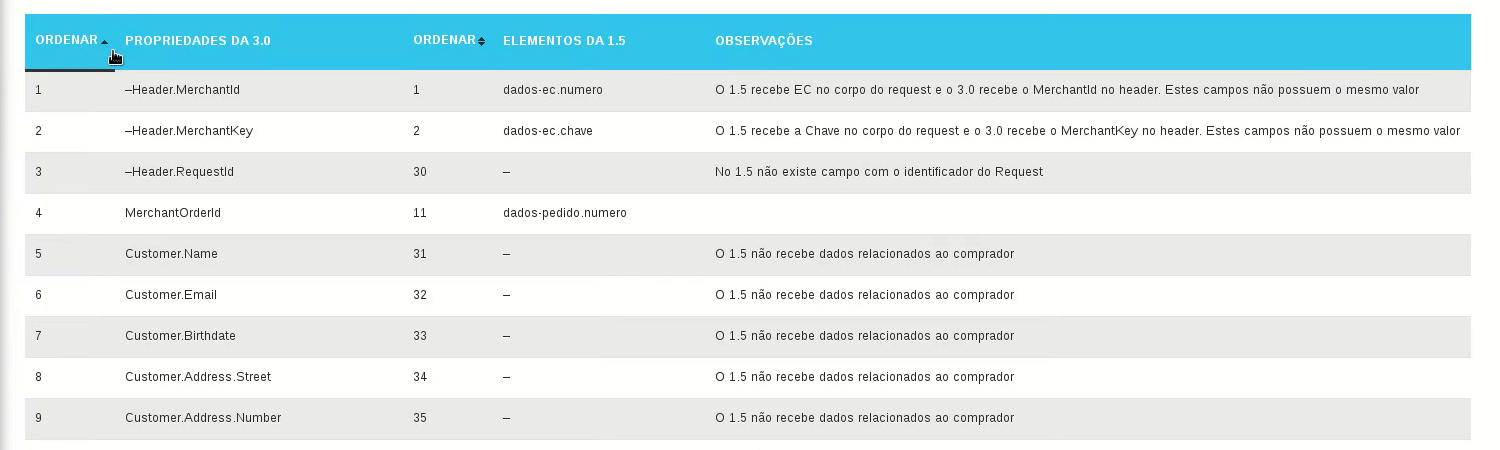 ORDENAR PROPRIEDADES DA 3.0 ORDENAR ELEMENTOS DA 1.5 OBSERVAÇÕES
1 –Header.MerchantId 1 dados-ec.numero O 1.5 recebe EC no corpo do request e o 3.0 recebe o MerchantId no header. Estes campos não possuem o mesmo valor
2 –Header.MerchantKey 2 dados-ec.chave O 1.5 recebe a Chave no corpo do request e o 3.0 recebe o MerchantKey no header. Estes campos não possuem o mesmo valor
3 –Header.RequestId 30 – No 1.5 não existe campo com o identificador do Request
4 MerchantOrderId 11 dados-pedido.numero
5 Customer.Name 31 – O 1.5 não recebe dados relacionados ao comprador
6 Customer.Email 32 – O 1.5 não recebe dados relacionados ao comprador
7 Customer.Birthdate 33 – O 1.5 não recebe dados relacionados ao comprador
8 Customer.Address.Street 34 – O 1.5 não recebe dados relacionados ao comprador
9 Customer.Address.Number 35 – O 1.5 não recebe dados relacionados ao comprador